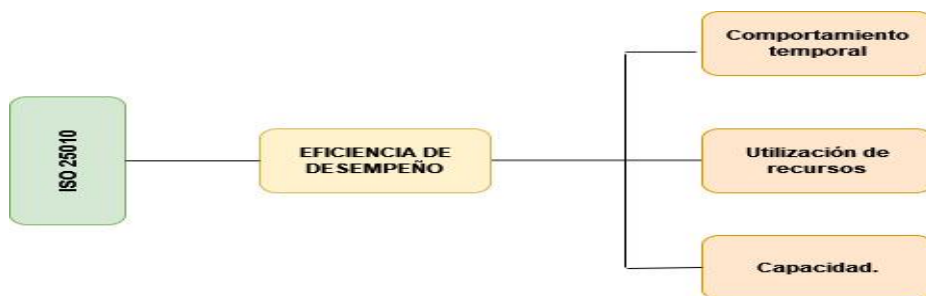 ISO 25010
EFICIENCIA DE
DESEMPEÑO
Comportamiento
temporal
Utilización de
recursos
Capacidad.